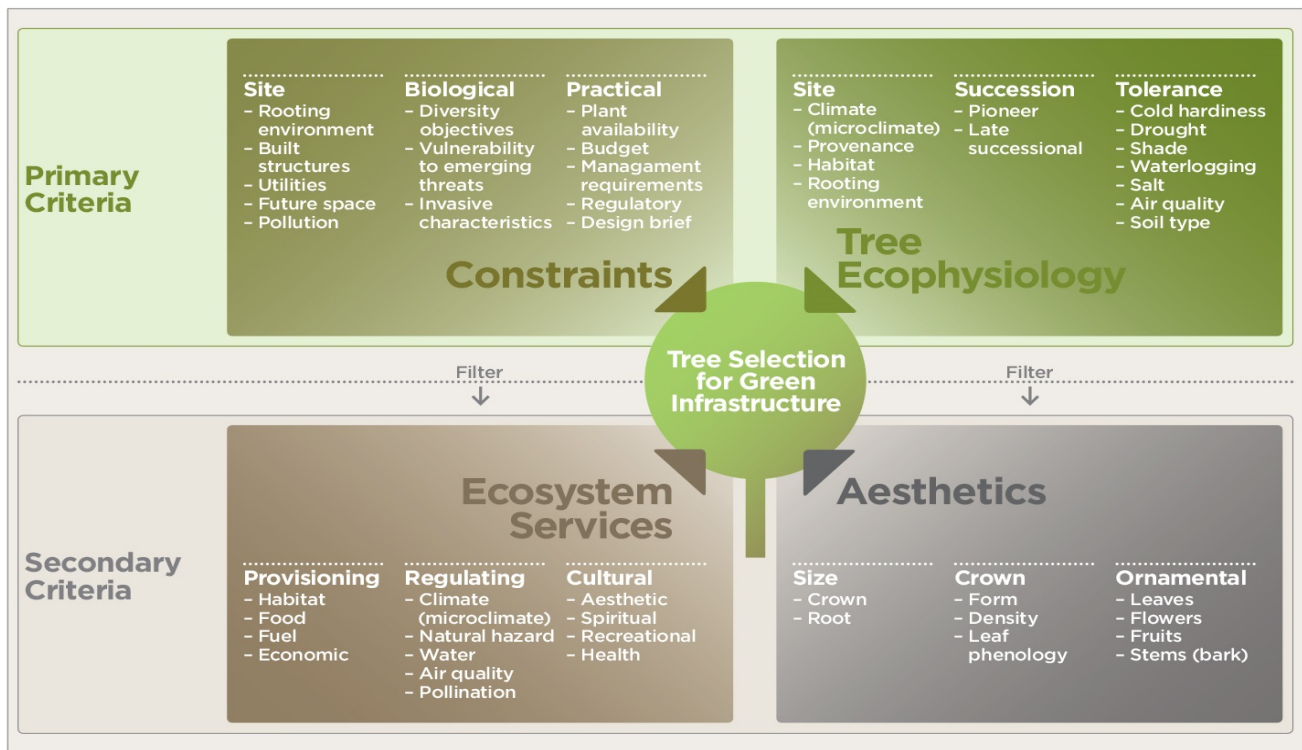 Primary
Criteria
Site
– Rooting
environment
– Built
structures
– Utilities
– Future space
– Pollution
Biological
– Diversity
objectives
– Vulnerability
to emerging
threats
– Invasive
characteristics
Practical
– Plant
availability
– Budget
– Managament
requirements
– Regulatory
– Design brief
Constraints
Site
– Climate
(microclimate)
– Provenance
– Habitat
– Rooting
environment
Succession
– Pioneer
– Late
successional
Tolerance
– Cold hardiness
– Drought
– Shade
– Waterlogging
– Salt
– Air quality
– Soil type
Tree
Ecophysiology
Tree Selection
for Green
Infrastructure
Filter
Filter
Secondary
Criteria
Ecosystem
Services
Provisioning
– Habitat
– Food
– Fuel
– Economic
Regulating
– Climate
(microclimate)
– Natural hazard
– Water
– Air quality
– Pollination
Cultural
– Aesthetic
– Spiritual
– Recreational
– Health
Aesthetics
Size
– Crown
– Root
Crown
– Form
– Density
– Leaf
phenology
Ornamental
– Leaves
– Flowers
– Fruits
– Stems (bark)